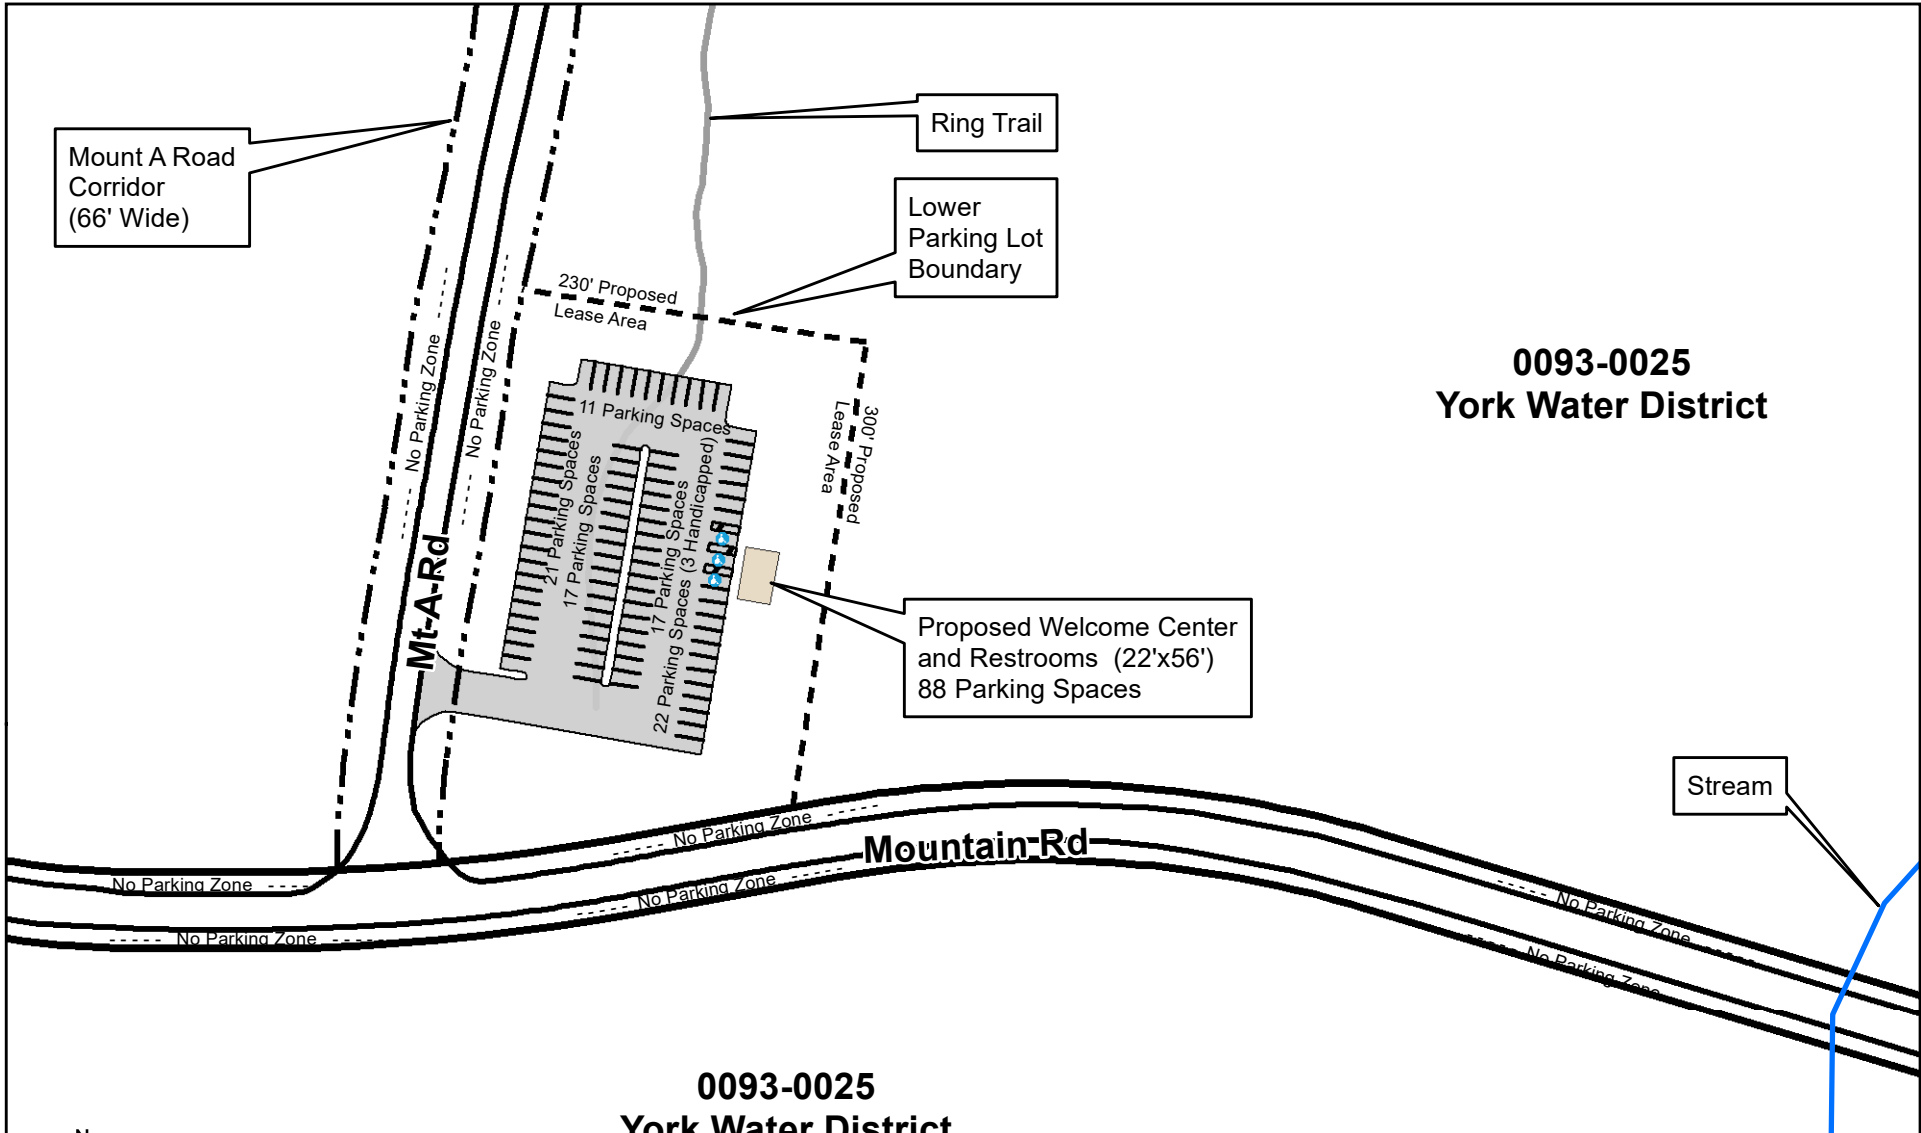 Ring Trail
Mount A Road
Corridor
(66' Wide)
Lower
Parking Lot
Boundary
230' Proposed
Lease Area
0093-0025
York Water District
No Parking Zone
No Parking Zone
300' Proposed
Lease Area
11 Parking Spaces
21 Parking Spaces
17 Parking Spaces
17 Parking Spaces
22 Parking Spaces (3 Handicapped)
Mt A Rd
Proposed Welcome Center
and Restrooms (22'x56')
88 Parking Spaces
Stream
No Parking Zone
Mountain Rd
No Parking Zone
No Parking Zone
No Parking Zone
No Parking Zone
No Parking Zone
0093-0025
York Water District
N